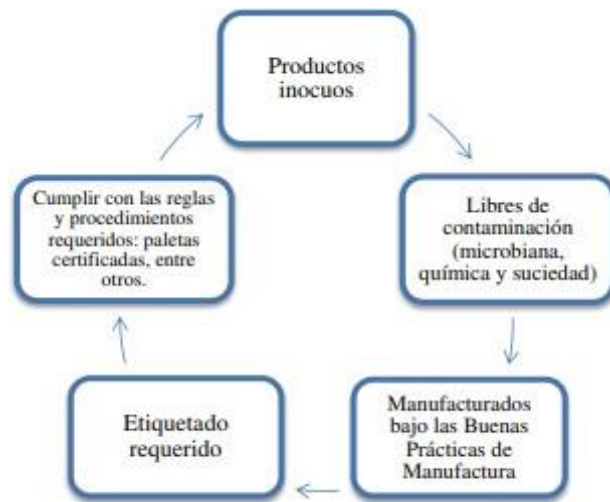 Productos
inocuos
Libres de
contaminación
(microbiana,
química y suciedad)
Manufacturados
bajo las Buenas
Prácticas de
Manufactura
Etiquetado
requerido
Cumplir con las reglas
y procedimientos
requeridos: paletas
certificadas, entre
otros.